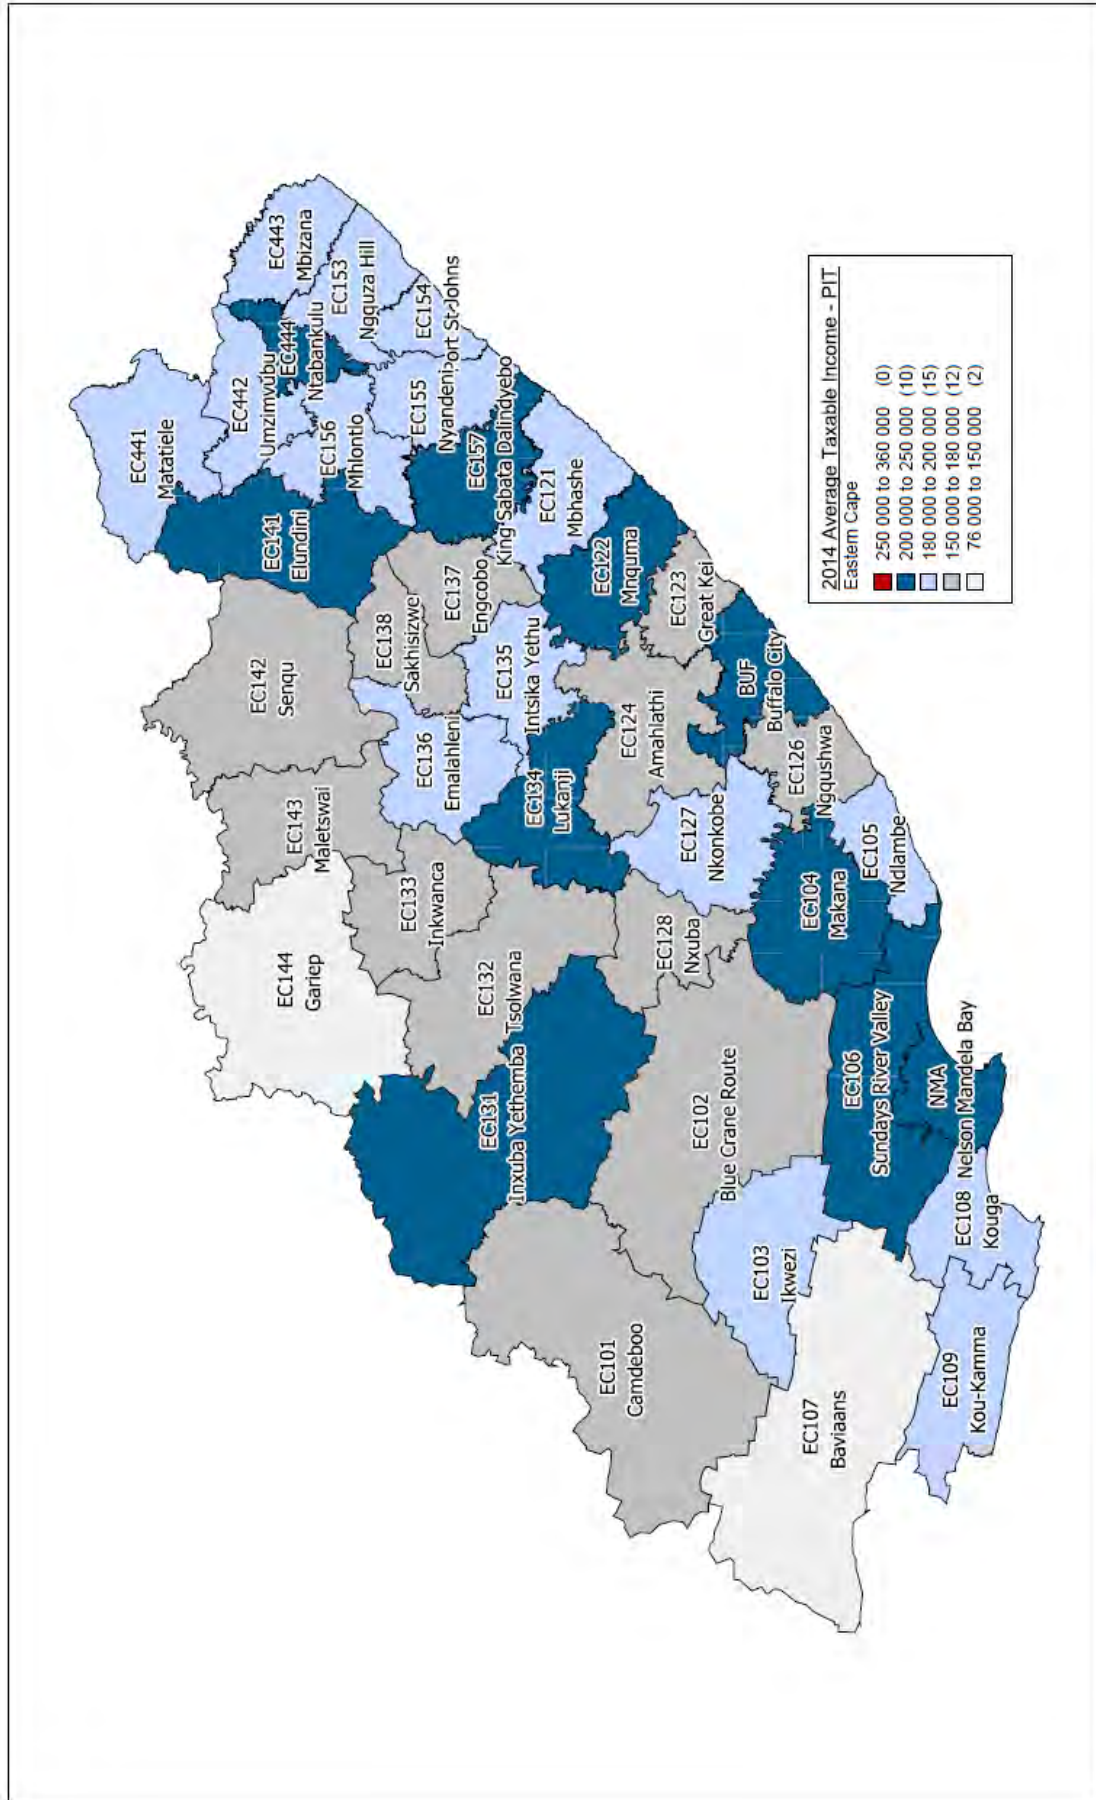 EC441
Matatiele
EC443
Mbizana
EC442
Umzimvubu
EC444
Ntabankulu
EC153
Ngquza Hill
EC154
Port St Johns
EC155
Nyandeni
EC156
Mhlontlo
EC157
King Sabata Dalindyebo
EC141
Elundini
EC121
Mbhashe
EC122
Mnquma
EC123
Great Kei
EC137
Engcobo
EC138
Sakhisizwe
EC142
Senqu
EC135
Intsika Yethu
EC136
Emalahleni
EC124
Amahlathi
BUF
Buffalo City
EC126
Ngqushwa
EC134
Lukanji
EC127
Nkonkobe
EC143
Maletswai
EC133
Inkwanca
EC105
Ndlambe
EC104
Makana
EC128
Nxuba
EC144
Gariep
EC132
Tsolwana
EC131
Inxuba Yethemba
EC102
Blue Crane Route
EC106
Sundays River Valley
NMA
Nelson Mandela Bay
EC108
Kouga
EC103
Ikwezi
EC101
Camdeboo
EC107
Baviaans
EC109
Kou-Kamma
2014 Average Taxable Income - PIT
Eastern Cape
250 000 to 360 000 (0)
200 000 to 250 000 (10)
180 000 to 200 000 (15)
150 000 to 180 000 (12)
76 000 to 150 000 (2)